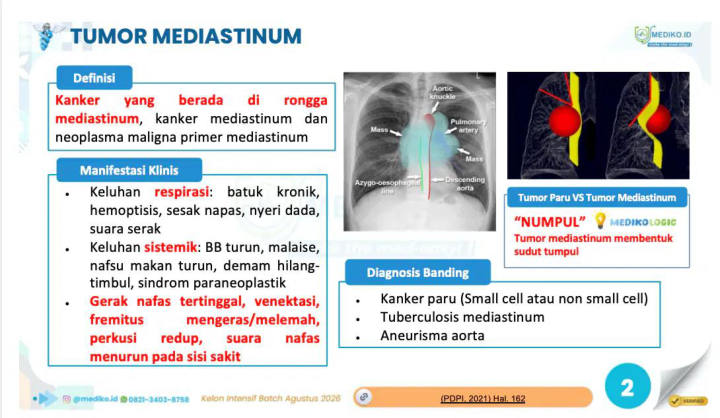 TUMOR MEDIASTINUM
MEDIKO.ID
Definisi
Kanker yang berada di rongga
mediastinum, kanker mediastinum dan
neoplasma maligna primer mediastinum
Manifestasi Klinis
• Keluhan respirasi: batuk kronik,
hemoptisis, sesak napas, nyeri dada,
suara serak
• Keluhan sistemik: BB turun, malaise,
nafsu makan turun, demam hilang-
timbul, sindrom paraneoplastik
• Gerak nafas tertinggal, venektasi,
fremitus mengeras/melemah,
perkusi redup, suara nafas
menurun pada sisi sakit
L
Aortic
knuckle
Mass
Pulmonary
artery
Mass
Azygo-oesophageal
line
Descending
aorta
Tumor Paru VS Tumor Mediastinum
“NUMPUL” MEDIKOLOGIC
Tumor mediastinum membentuk
sudut tumpul
Diagnosis Banding
• Kanker paru (Small cell atau non small cell)
• Tuberculosis mediastinum
• Aneurisma aorta
@mediko.id 0821-3403-8758 Kelon Intensif Batch Agustus 2026
(PDPI, 2021) Hal. 162
2
VERIFIED